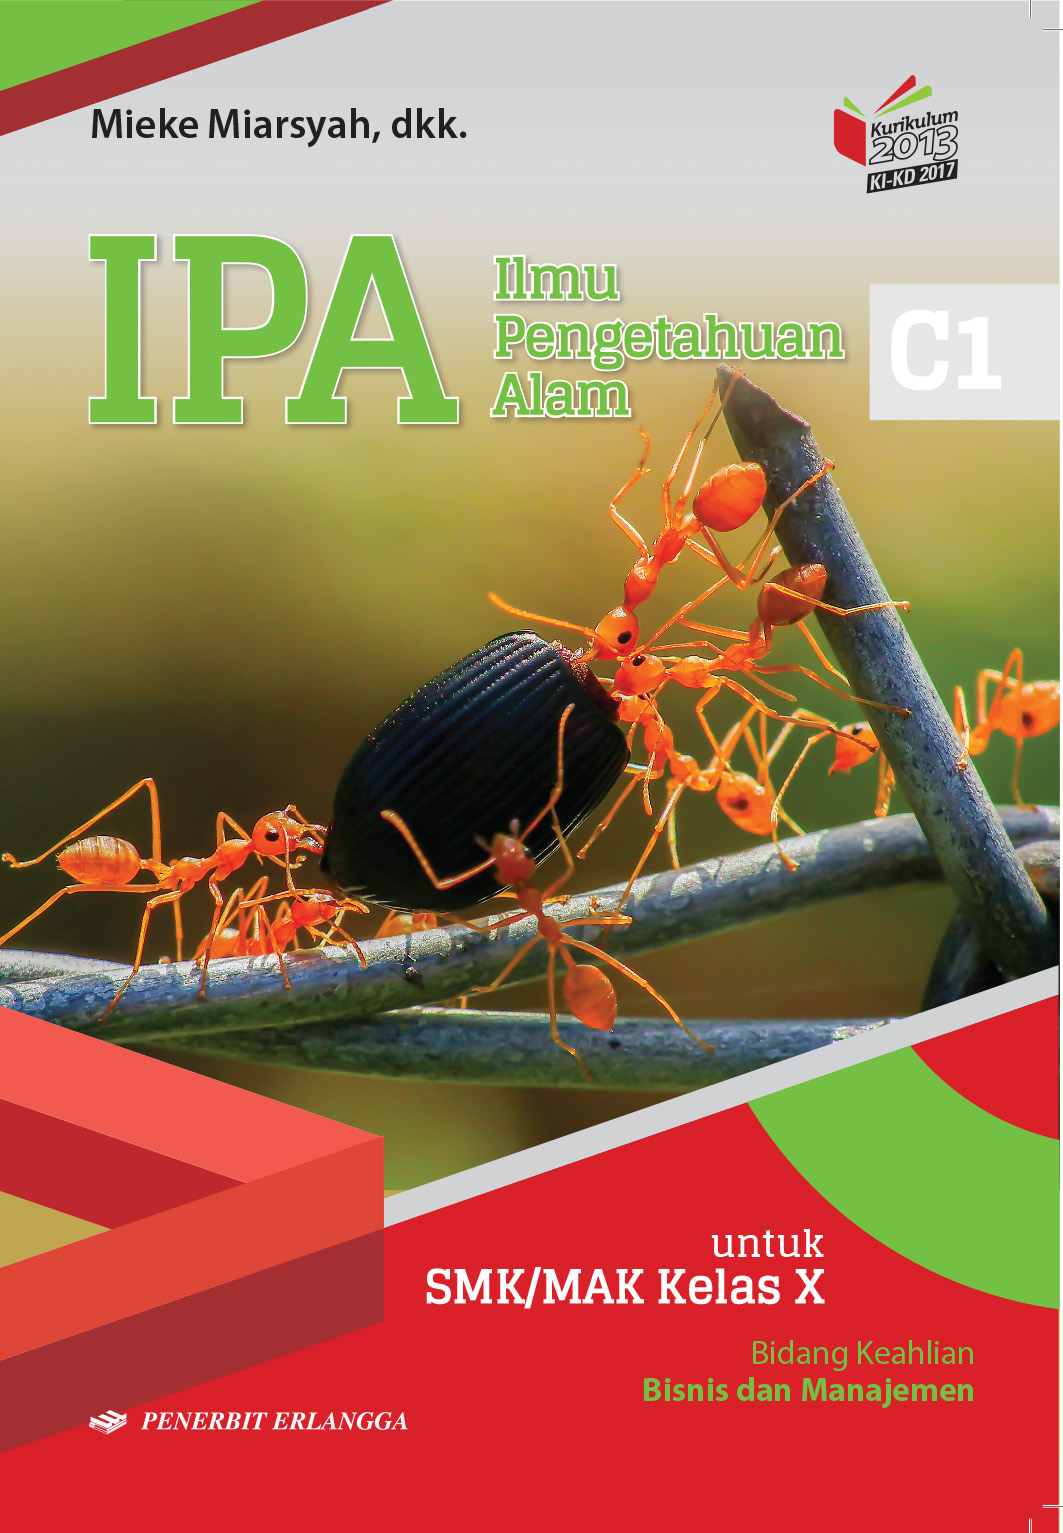 Mieke Miarsyah, dkk.
Kurikulum
2013
KI-KD 2017
IPA
Ilmu
Pengetahuan
Alam
C1
untuk
SMK/MAK Kelas X
Bidang Keahlian
Bisnis dan Manajemen
PENERBIT ERLANGGA